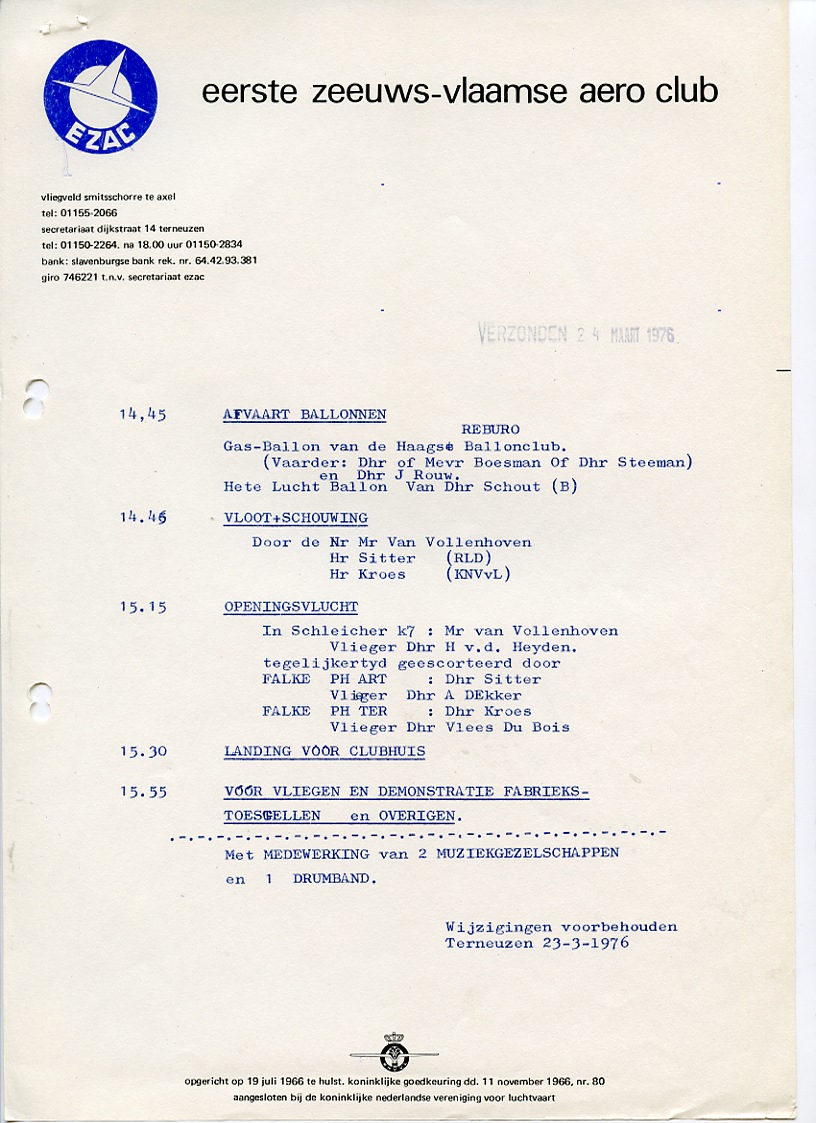 EZAC
eerste zeeuws-vlaamse aero club
vliegveld smitsschorre te axel
tel: 01155-2066
secretariaat dijkstraat 14 terneuzen
tel: 01150-2264. na 18.00 uur 01150-2834
bank: slavenburgse bank rek. nr. 64.42.93.381
giro 746221 t.n.v. secretariaat ezac
VERZONDEN 24 MAART 1976
14,45 AFVAART BALLONNEN
REBURO
Gas-Ballon van de Haagse Ballonclub.
(Vaarder: Dhr of Mevr Boesman Of Dhr Steeman)
en Dhr J Rouw.
Hete Lucht Ballon Van Dhr Schout (B)
14.46 VLOOT+SCHOUWING
Door de Nr Mr Van Vollenhoven
Hr Sitter (RLD)
Hr Kroes (KNVvL)
15.15 OPENINGSVLUCHT
In Schleicher k7 : Mr van Vollenhoven
Vlieger Dhr H v.d. Heyden.
tegelijkertyd geescorteerd door
FALKE PH ART : Dhr Sitter
Vlieger Dhr A DEkker
FALKE PH TER : Dhr Kroes
Vlieger Dhr Vlees Du Bois
15.30 LANDING VÓÓR CLUBHUIS
15.55 VÓÓR VLIEGEN EN DEMONSTRATIE FABRIEKS-
TOESGELLEN en OVERIGEN.
Met MEDEWERKING van 2 MUZIEKGEZELSCHAPPEN
en 1 DRUMBAND.
Wijzigingen voorbehouden
Terneuzen 23-3-1976
opgericht op 19 juli 1966 te hulst. koninklijke goedkeuring dd. 11 november 1966, nr. 80
aangesloten bij de koninklijke nederlandse vereniging voor luchtvaart